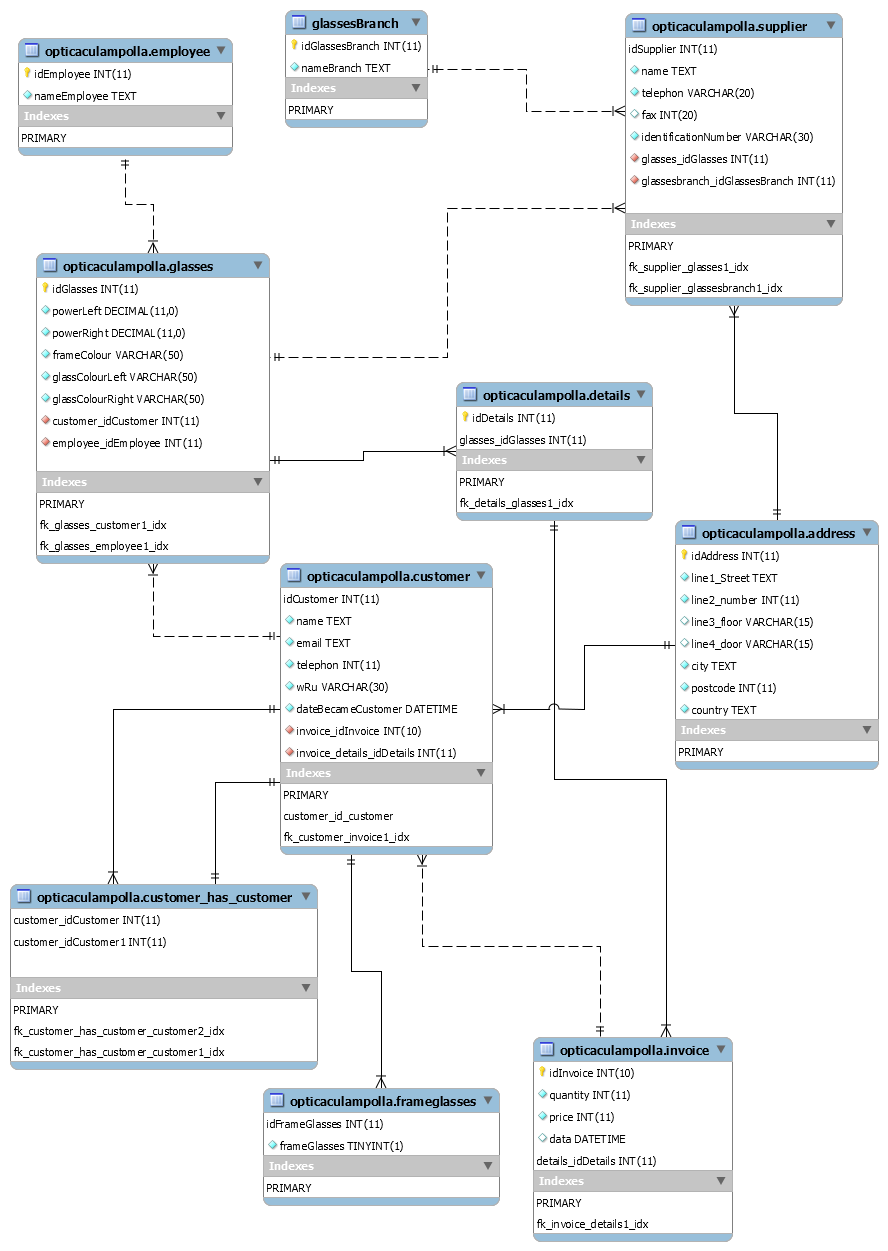 opticaculampolla.employee
idEmployee INT(11)
nameEmployee TEXT
Indexes
PRIMARY
glassesBranch
idGlassesBranch INT(11)
nameBranch TEXT
Indexes
PRIMARY
opticaculampolla.supplier
idSupplier INT(11)
name TEXT
telephon VARCHAR(20)
fax INT(20)
identificationNumber VARCHAR(30)
glasses_idGlasses INT(11)
glassesbranch_idGlassesBranch INT(11)
Indexes
PRIMARY
fk_supplier_glasses1_idx
fk_supplier_glassesbranch1_idx
opticaculampolla.glasses
idGlasses INT(11)
powerLeft DECIMAL(11,0)
powerRight DECIMAL(11,0)
frameColour VARCHAR(50)
glassColourLeft VARCHAR(50)
glassColourRight VARCHAR(50)
customer_idCustomer INT(11)
employee_idEmployee INT(11)
Indexes
PRIMARY
fk_glasses_customer1_idx
fk_glasses_employee1_idx
opticaculampolla.details
idDetails INT(11)
glasses_idGlasses INT(11)
Indexes
PRIMARY
fk_details_glasses1_idx
opticaculampolla.address
idAddress INT(11)
line1_Street TEXT
line2_number INT(11)
line3_floor VARCHAR(15)
line4_door VARCHAR(15)
city TEXT
postcode INT(11)
country TEXT
Indexes
PRIMARY
opticaculampolla.customer
idCustomer INT(11)
name TEXT
email TEXT
telephon INT(11)
wRu VARCHAR(30)
dateBecameCustomer DATETIME
invoice_idInvoice INT(10)
invoice_details_idDetails INT(11)
Indexes
PRIMARY
customer_id_customer
fk_customer_invoice1_idx
opticaculampolla.customer_has_customer
customer_idCustomer INT(11)
customer_idCustomer1 INT(11)
Indexes
PRIMARY
fk_customer_has_customer_customer2_idx
fk_customer_has_customer_customer1_idx
opticaculampolla.frameglasses
idFrameGlasses INT(11)
frameGlasses TINYINT(1)
Indexes
PRIMARY
opticaculampolla.invoice
idInvoice INT(10)
quantity INT(11)
price INT(11)
data DATETIME
details_idDetails INT(11)
Indexes
PRIMARY
fk_invoice_details1_idx